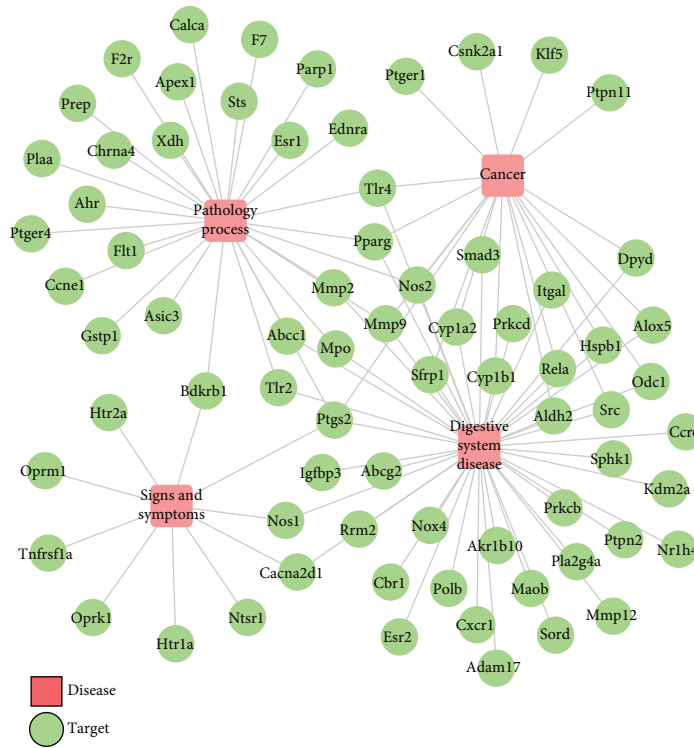 Calca
F7
Csnk2a1
Klf5
F2r
Apex1
Parp1
Ptger1
Ptpn11
Prep
Sts
Ednra
Xdh
Esr1
Plaa
Chrna4
Cancer
Tlr4
Ahr
Pathology
process
Ptger4
Flt1
Pparg
Smad3
Dpyd
Ccne1
Mmp2
Nos2
Itgal
Gstp1
Asic3
Mmp9
Cyp1a2
Prkcd
Alox5
Abcc1
Mpo
Hspb1
Sfrp1
Cyp1b1
Rela
Odc1
Bdkrb1
Tlr2
Htr2a
Ptgs2
Aldh2
Src
Digestive
system
disease
Oprm1
Igfbp3
Abcg2
Sphk1
Kdm2a
Signs and
symptoms
Nos1
Rrm2
Nox4
Prkcb
Tnfrsf1a
Akr1b10
Ptpn2
Nr1h4
Cacna2d1
Pla2g4a
Cbr1
Polb
Maob
Oprk1
Ntsr1
Mmp12
Htr1a
Esr2
Cxcr1
Sord
Adam17
Disease
Target